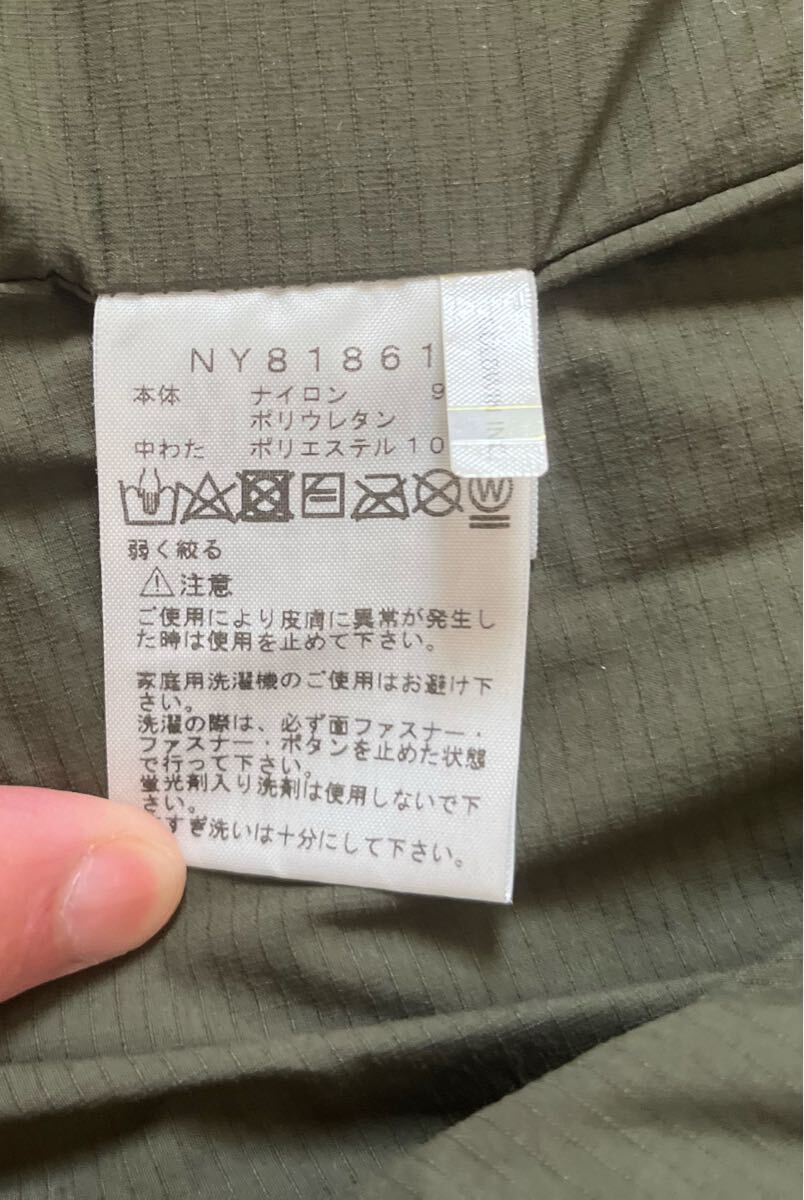 NY81861
本体 ナイロン 9
ポリウレタン
中わた ポリエステル 10
W
弱く絞る
注意
ご使用により皮膚に異常が発生し
た時は使用を止めて下さい。
家庭用洗濯機のご使用はお避け下
さい。
洗濯の際は、必ず面ファスナー・
ファスナー・ボタンを止めた状態
で行って下さい。
蛍光剤入り洗剤は使用しないで下
さい。
すぎ洗いは十分にして下さい。